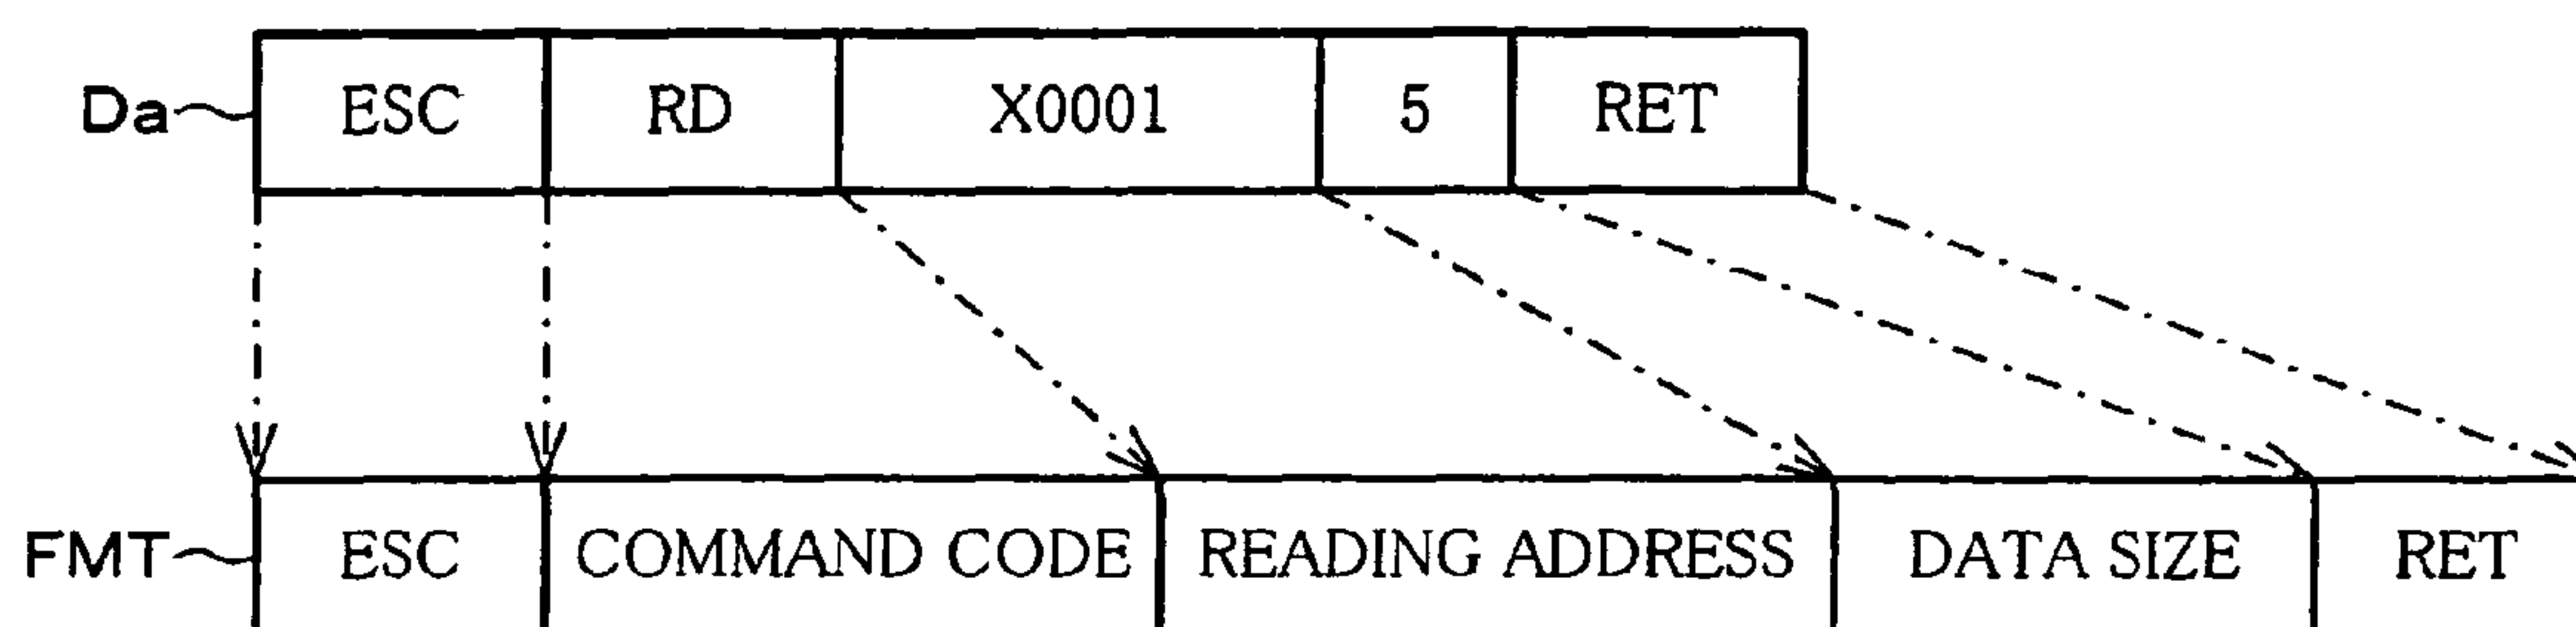 Da ESC RD X0001 5 RET
FMT ESC COMMAND CODE READING ADDRESS DATA SIZE RET